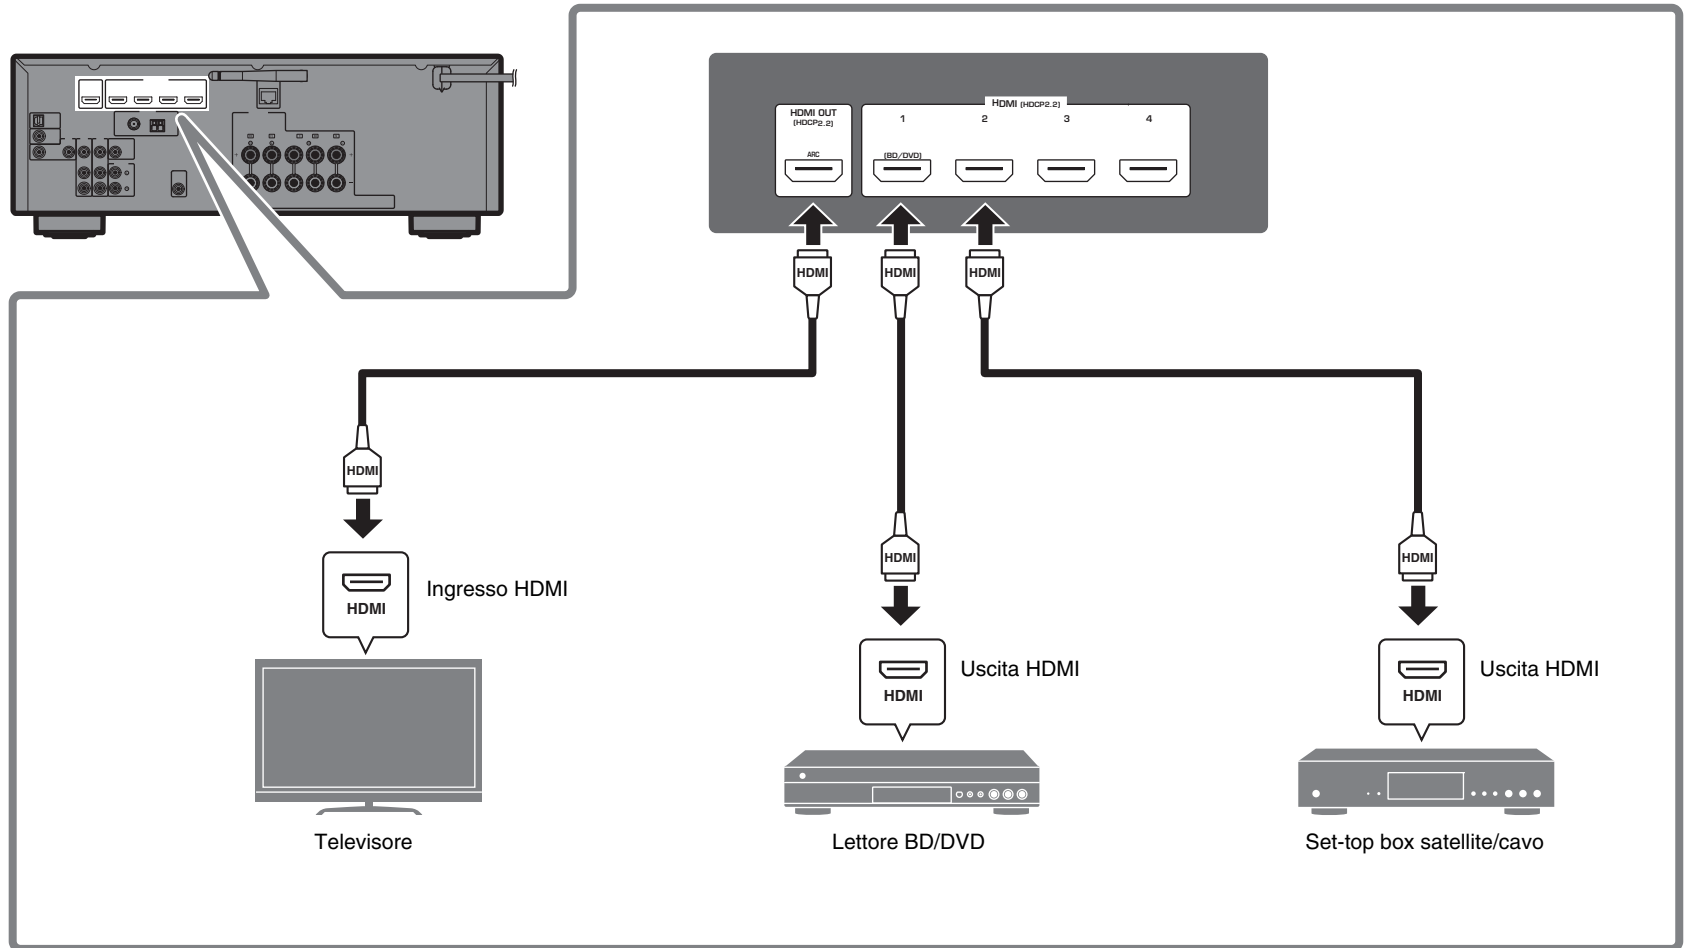 HDMI OUT
(HDCP2.2)
ARC
HDMI (HDCP2.2)
1
2
3
4
(BD/DVD)
HDMI
HDMI
HDMI
HDMI
HDMI
Ingresso HDMI
HDMI
HDMI
HDMI
Uscita HDMI
HDMI
Uscita HDMI
HDMI
Televisore
Lettore BD/DVD
Set-top box satellite/cavo